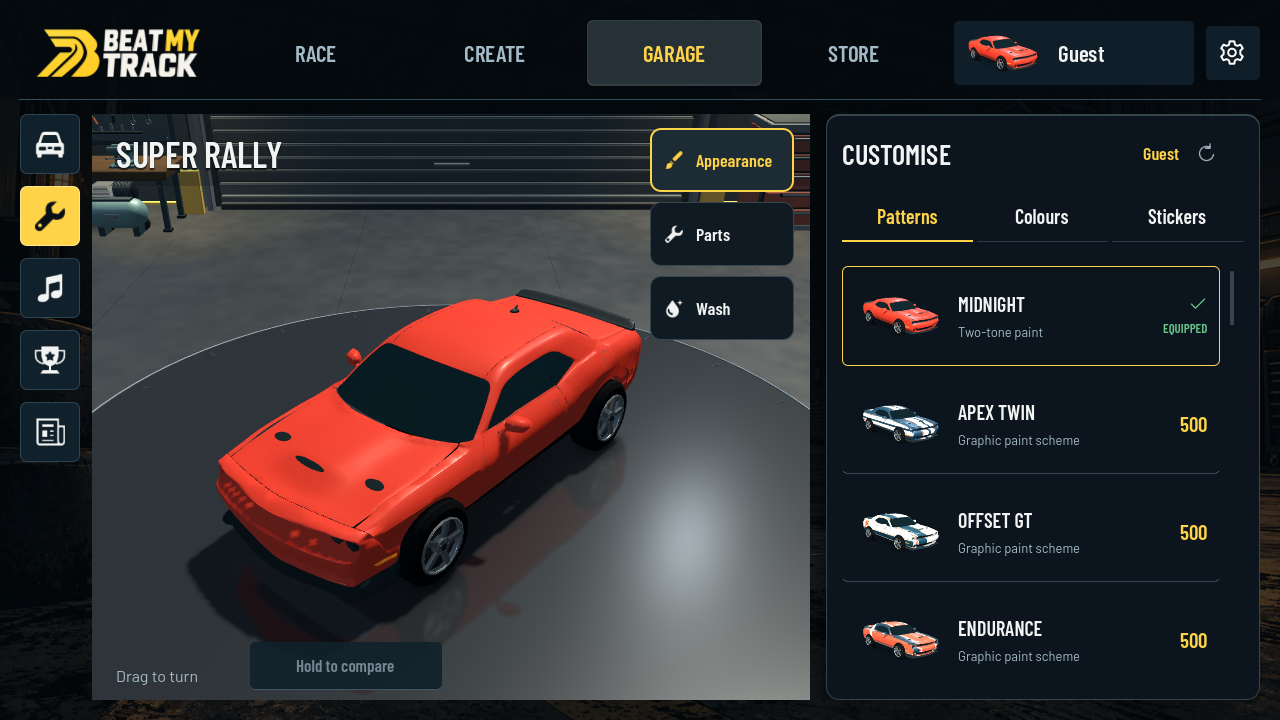 BEATMY
TRACK
RACE
CREATE
GARAGE
STORE
Guest
SUPER RALLY
Appearance
Parts
Wash
Drag to turn
Hold to compare
CUSTOMISE
Guest
Patterns
Colours
Stickers
MIDNIGHT
Two-tone paint
EQUIPPED
APEX TWIN
Graphic paint scheme
500
OFFSET GT
Graphic paint scheme
500
ENDURANCE
Graphic paint scheme
500